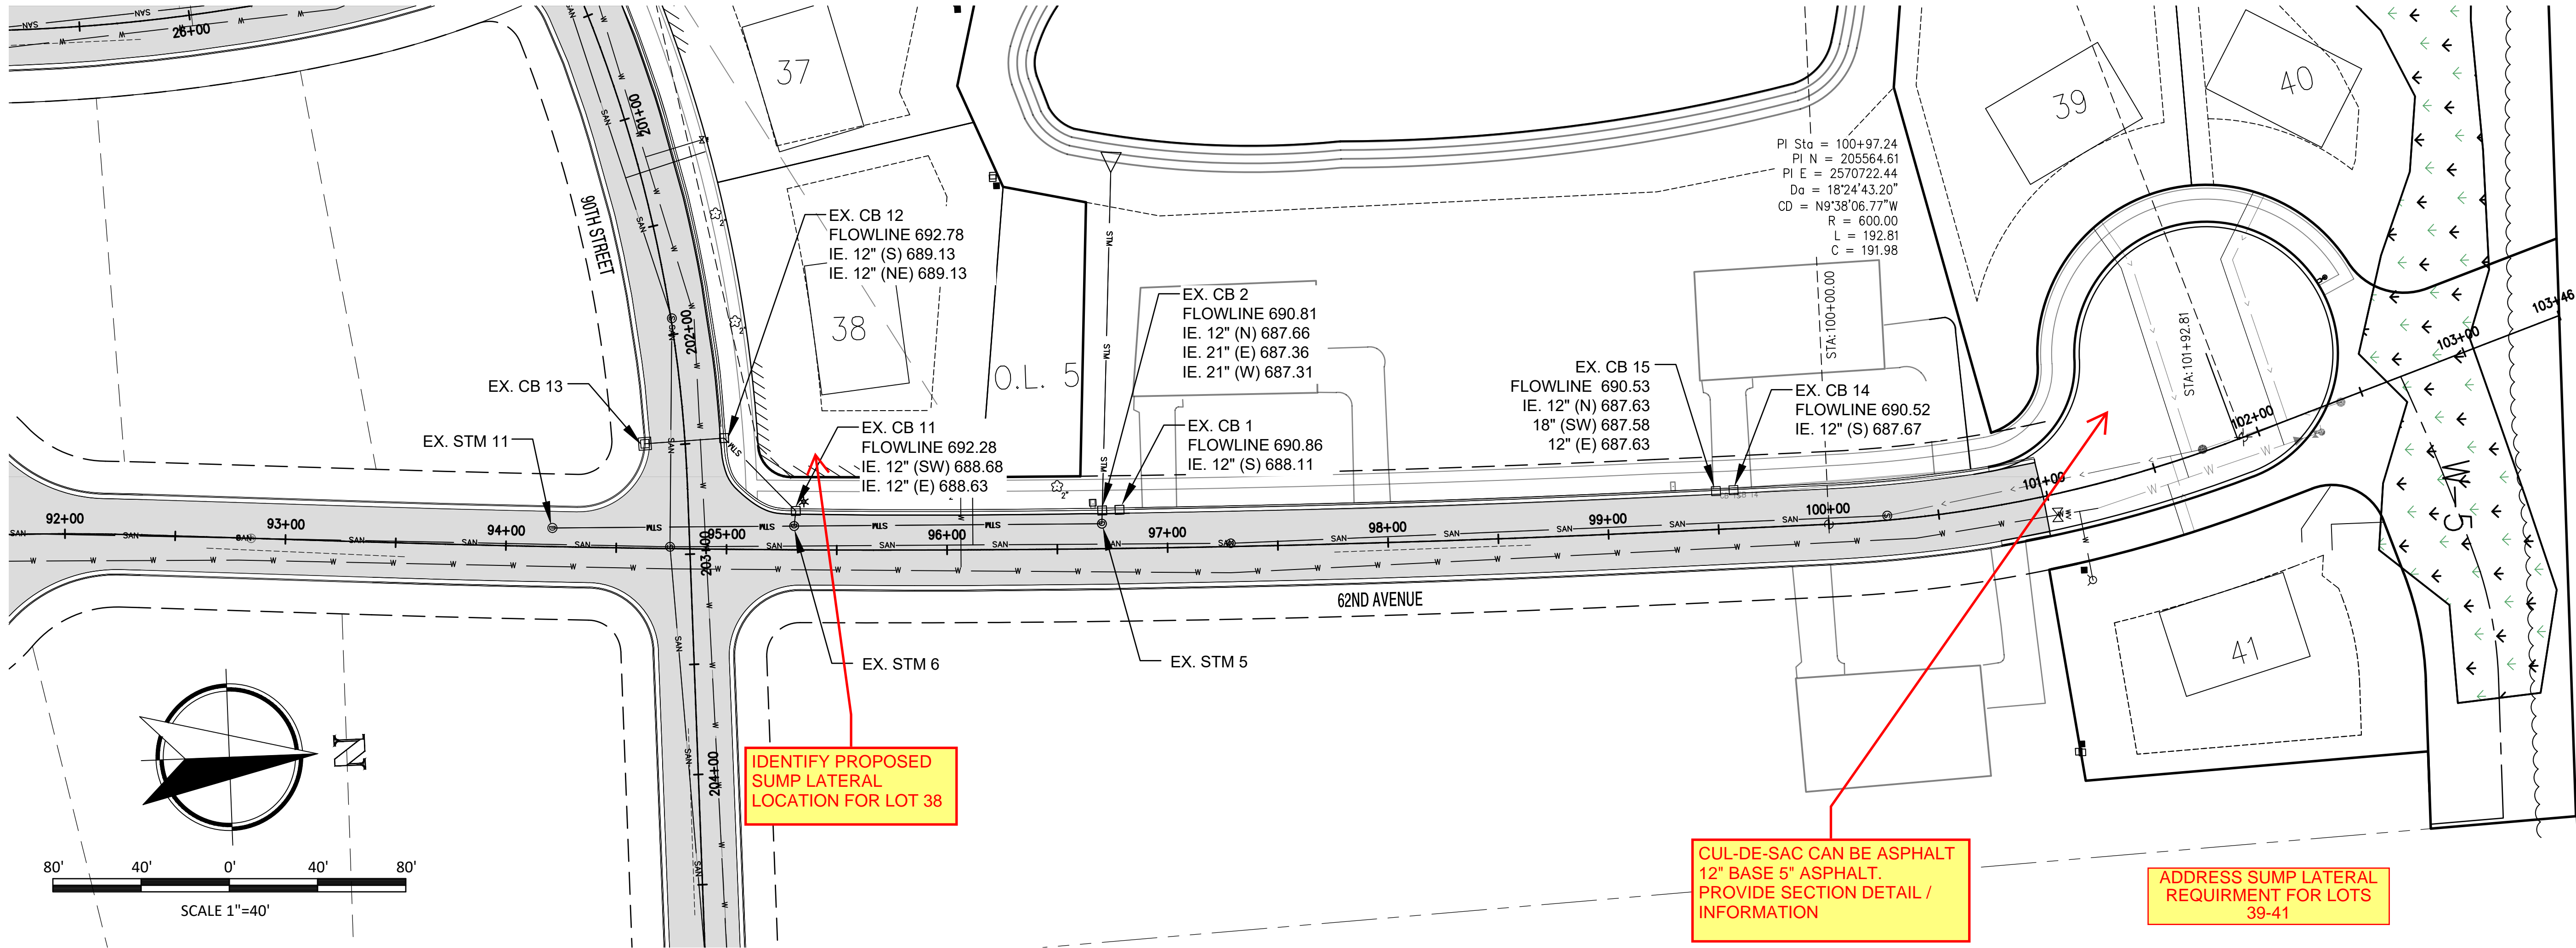 26+00
SAN
W
201+00
90TH STREET
202+00
37
38
EX. CB 12
FLOWLINE 692.78
IE. 12" (S) 689.13
IE. 12" (NE) 689.13
EX. CB 13
EX. STM 11
EX. CB 11
FLOWLINE 692.28
IE. 12" (SW) 688.68
IE. 12" (E) 688.63
O.L. 5
EX. CB 2
FLOWLINE 690.81
IE. 12" (N) 687.66
IE. 21" (E) 687.36
IE. 21" (W) 687.31
EX. CB 1
FLOWLINE 690.86
IE. 12" (S) 688.11
EX. CB 15
FLOWLINE 690.53
IE. 12" (N) 687.63
18" (SW) 687.58
12" (E) 687.63
EX. CB 14
FLOWLINE 690.52
IE. 12" (S) 687.67
PI Sta = 100+97.24
PI N = 205564.61
PI E = 2570722.44
Da = 18°24'43.20"
CD = N9°38'06.77"W
R = 600.00
L = 192.81
C = 191.98
STA:100+00.00
STA:101+92.81
39
40
41
W-5
92+00
93+00
94+00
95+00
96+00
97+00
98+00
99+00
100+00
101+00
102+00
103+00
103+46
203+00
204+00
STM
62ND AVENUE
EX. STM 6
EX. STM 5
N
80'
40'
0'
40'
80'
SCALE 1"=40'
IDENTIFY PROPOSED
SUMP LATERAL
LOCATION FOR LOT 38
CUL-DE-SAC CAN BE ASPHALT
12" BASE 5" ASPHALT.
PROVIDE SECTION DETAIL /
INFORMATION
ADDRESS SUMP LATERAL
REQUIRMENT FOR LOTS
39-41